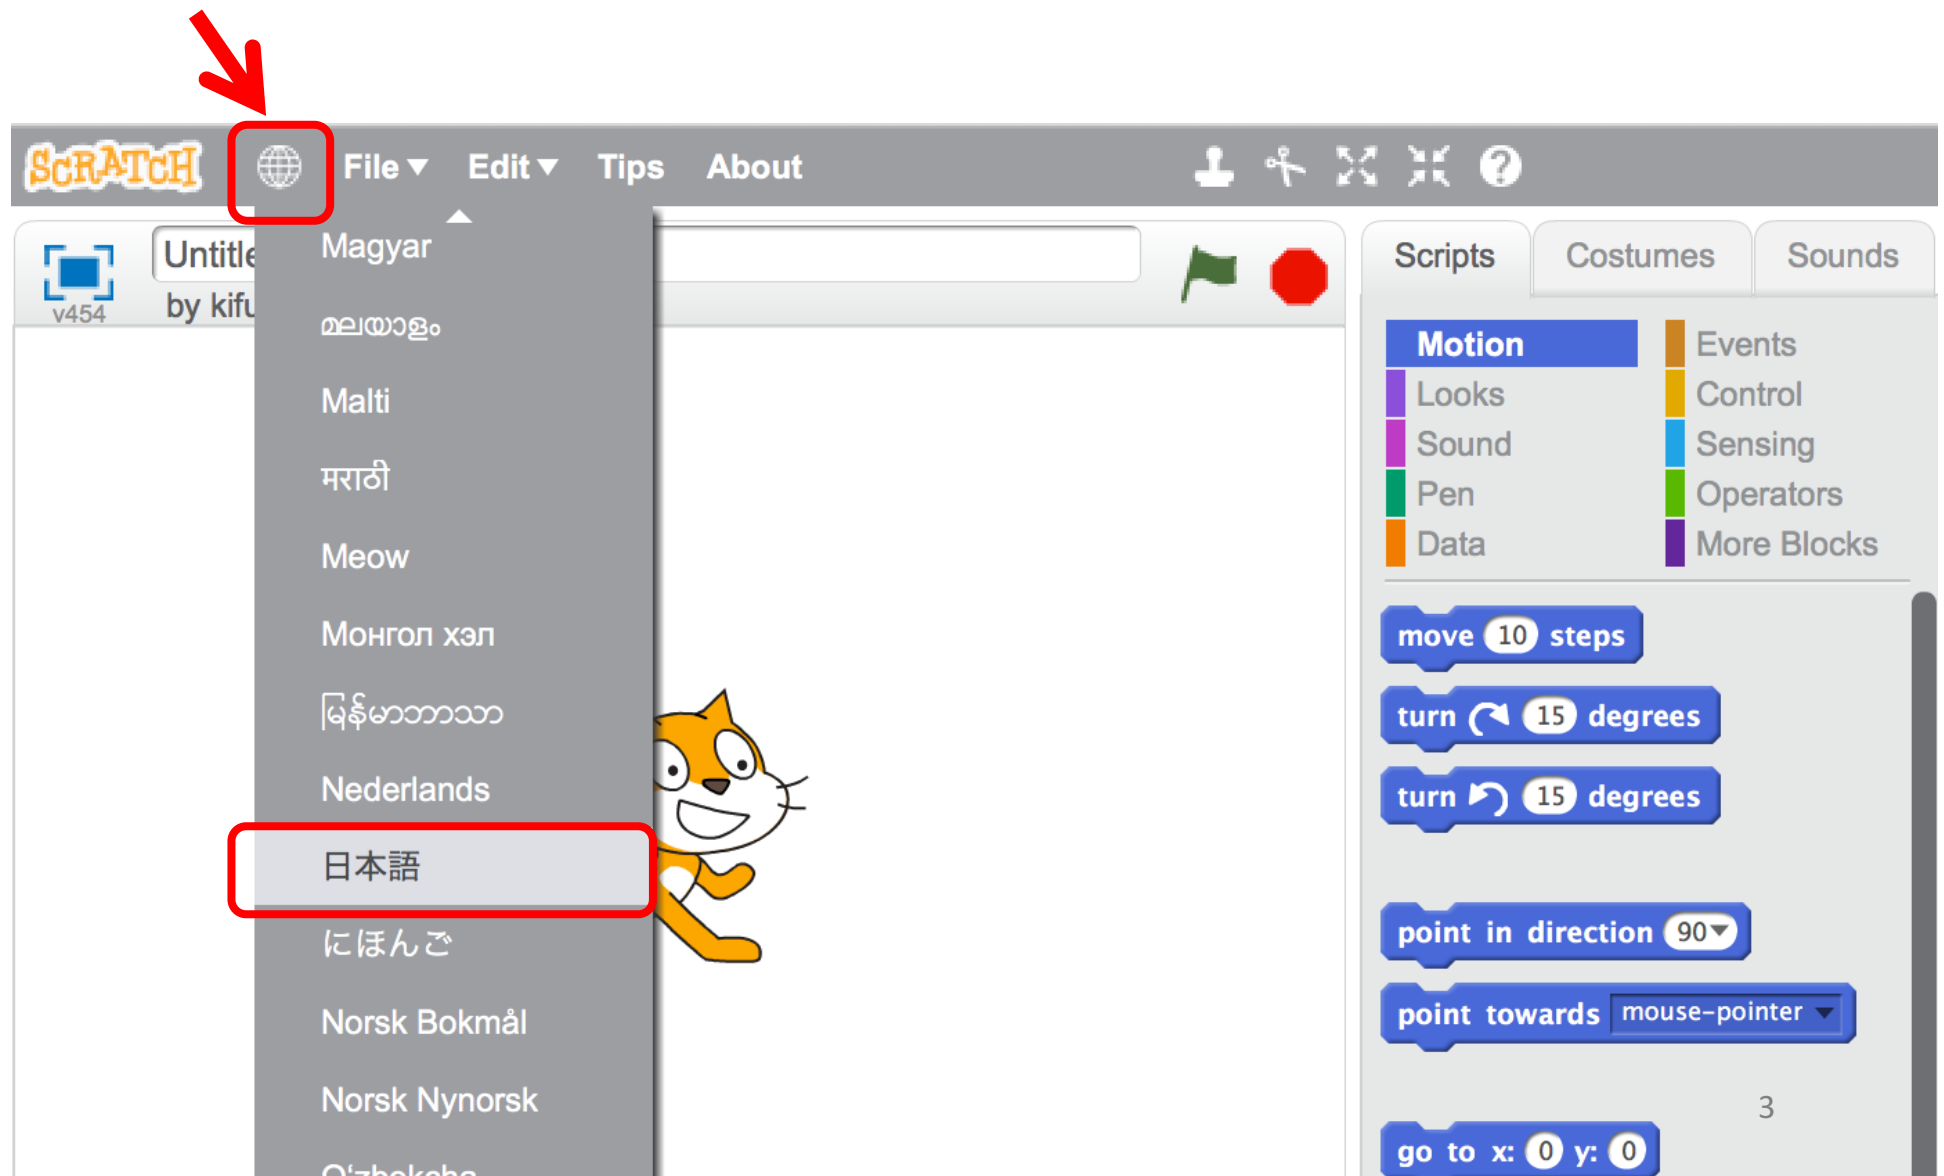 SCRATCH File Edit Tips About
Untitle
by kifu
v454
Magyar
മലയാളം
Malti
मराठी
Meow
Монгол хэл
မြန်မာဘာသာ
Nederlands
日本語
にほんご
Norsk Bokmål
Norsk Nynorsk
Scripts Costumes Sounds
Motion Events
Looks Control
Sound Sensing
Pen Operators
Data More Blocks
move 10 steps
turn 15 degrees
turn 15 degrees
point in direction 90
point towards mouse-pointer
3
go to x: 0 y: 0